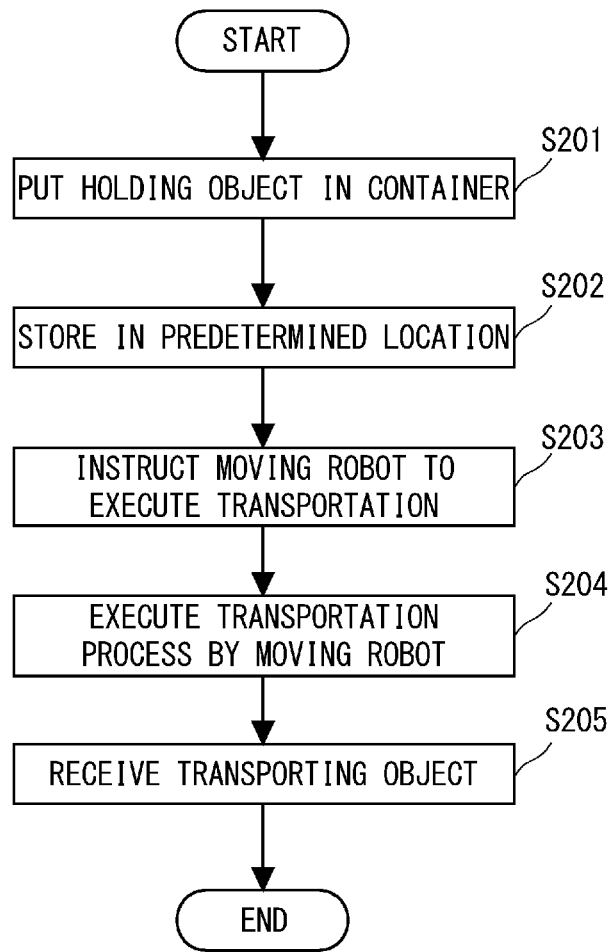 START
S201
PUT HOLDING OBJECT IN CONTAINER
S202
STORE IN PREDETERMINED LOCATION
S203
INSTRUCT MOVING ROBOT TO
EXECUTE TRANSPORTATION
S204
EXECUTE TRANSPORTATION
PROCESS BY MOVING ROBOT
S205
RECEIVE TRANSPORTING OBJECT
END